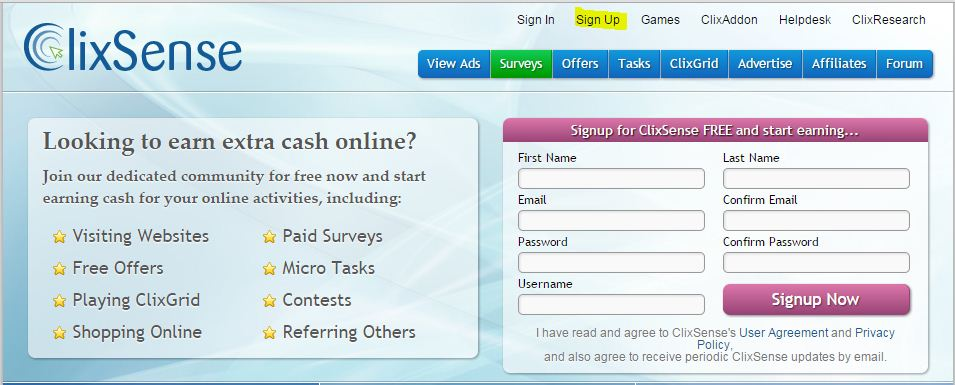 Sign In Sign Up Games ClixAddon Helpdesk ClixResearch
ClixSense
View Ads Surveys Offers Tasks ClixGrid Advertise Affiliates Forum
Looking to earn extra cash online?
Join our dedicated community for free now and start
earning cash for your online activities, including:
Visiting Websites Paid Surveys
Free Offers Micro Tasks
Playing ClixGrid Contests
Shopping Online Referring Others
Signup for ClixSense FREE and start earning...
First Name Last Name
Email Confirm Email
Password Confirm Password
Username
Signup Now
I have read and agree to ClixSense's User Agreement and Privacy
Policy,
and also agree to receive periodic ClixSense updates by email.